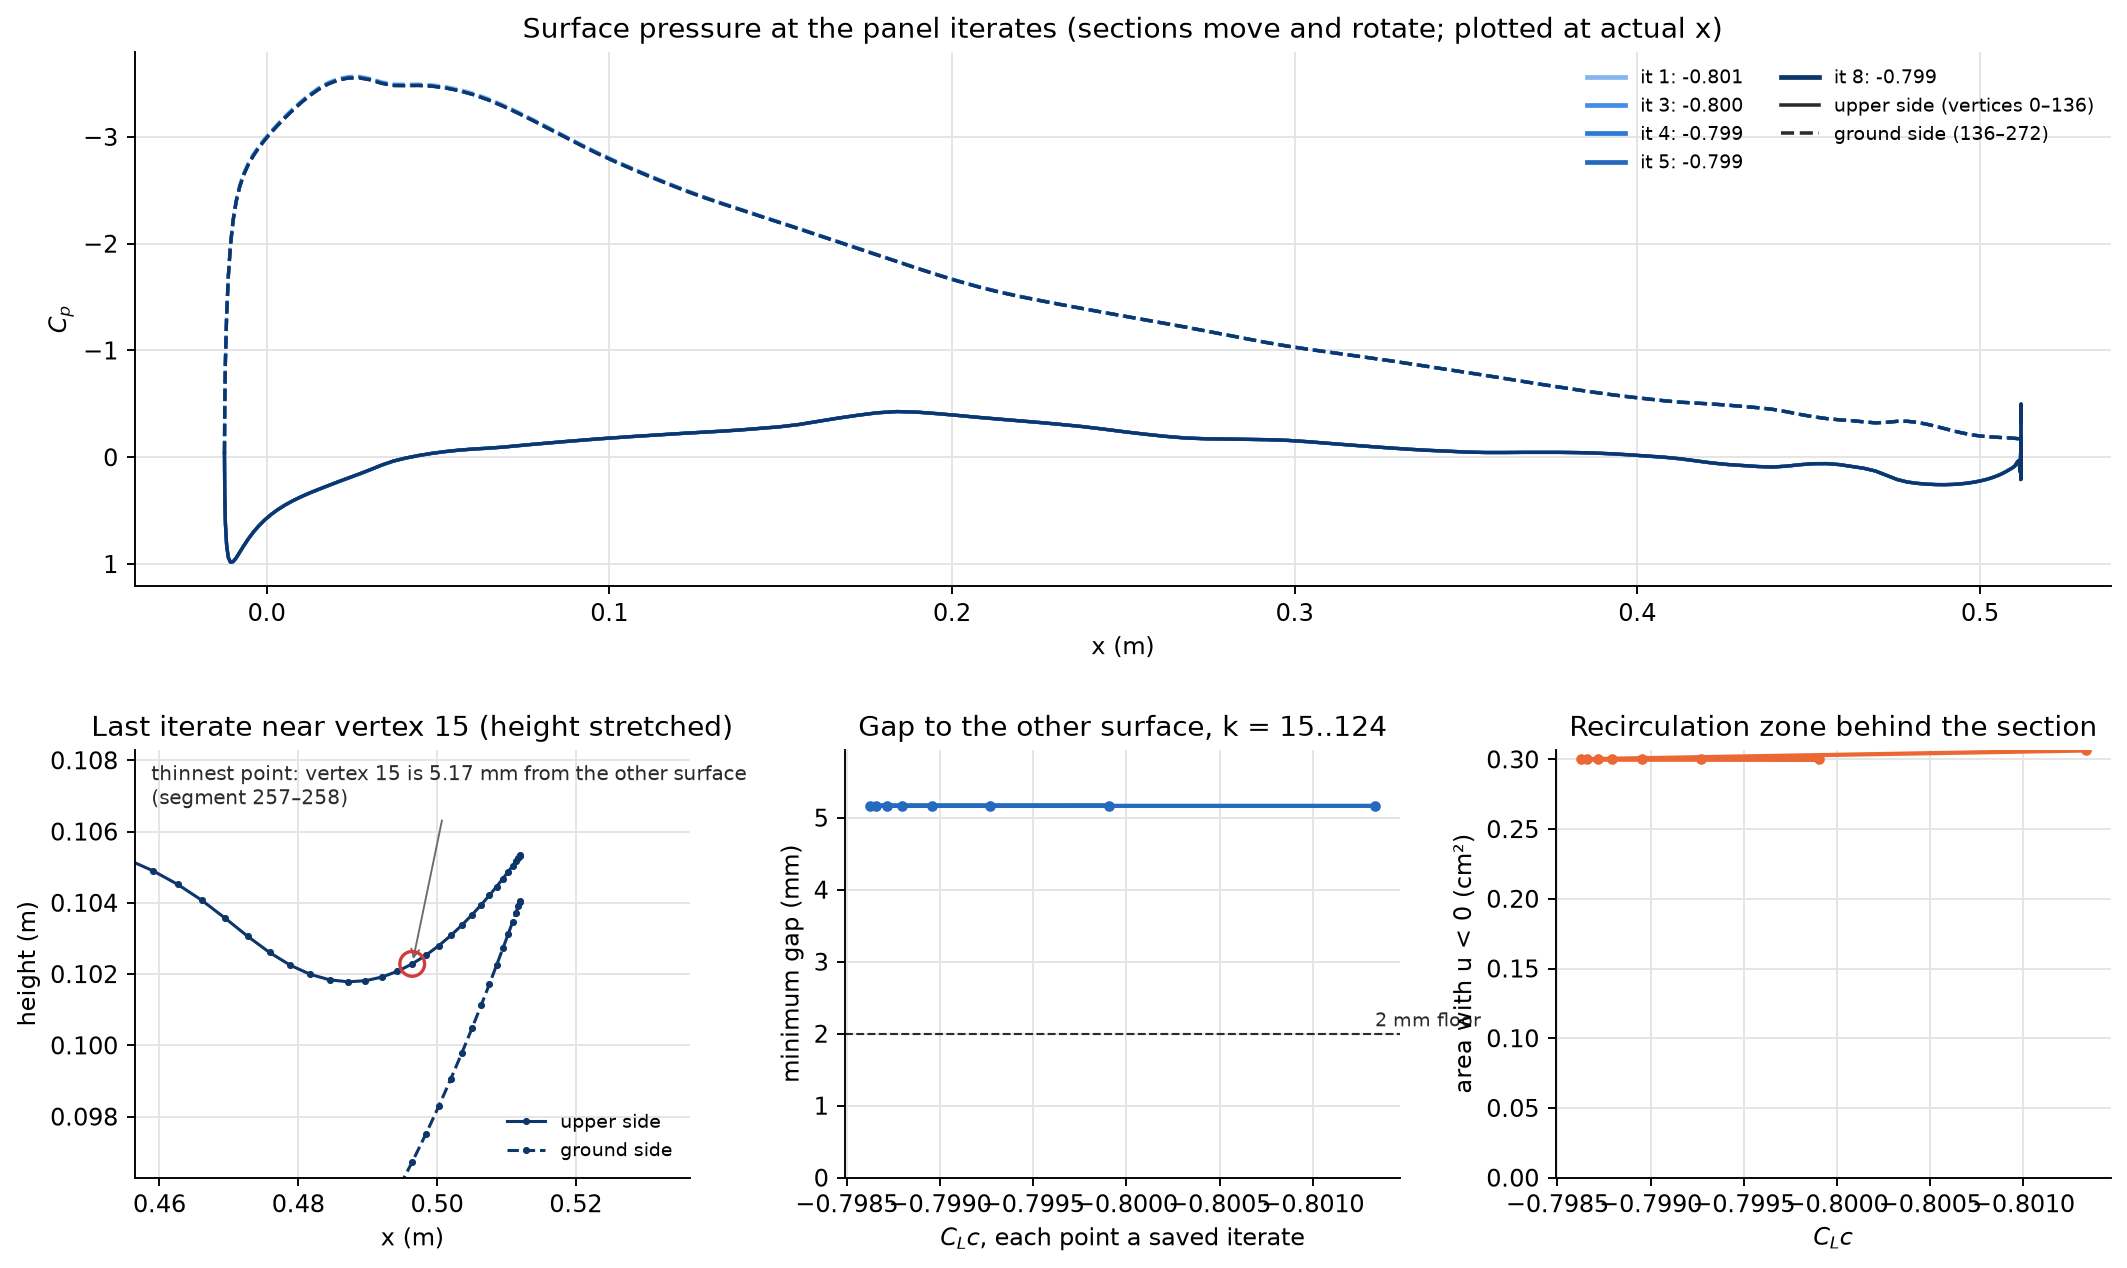 Surface pressure at the panel iterates (sections move and rotate; plotted at actual x)
it 1: -0.801
it 3: -0.800
it 4: -0.799
it 5: -0.799
it 8: -0.799
upper side (vertices 0–136)
ground side (136–272)
−3
−2
−1
0
1
Cp
0.0
0.1
0.2
0.3
0.4
0.5
x (m)
Last iterate near vertex 15 (height stretched)
thinnest point: vertex 15 is 5.17 mm from the other surface
(segment 257–258)
0.108
0.106
0.104
0.102
0.100
0.098
height (m)
upper side
ground side
0.46
0.48
0.50
0.52
x (m)
Gap to the other surface, k = 15..124
5
4
3
2
1
0
minimum gap (mm)
2 mm floor
−0.7985
−0.7990
−0.7995
−0.8000
−0.8005
−0.8010
CLc, each point a saved iterate
Recirculation zone behind the section
0.30
0.25
0.20
0.15
0.10
0.05
0.00
area with u < 0 (cm²)
−0.7985
−0.7990
−0.7995
−0.8000
−0.8005
−0.8010
CLc